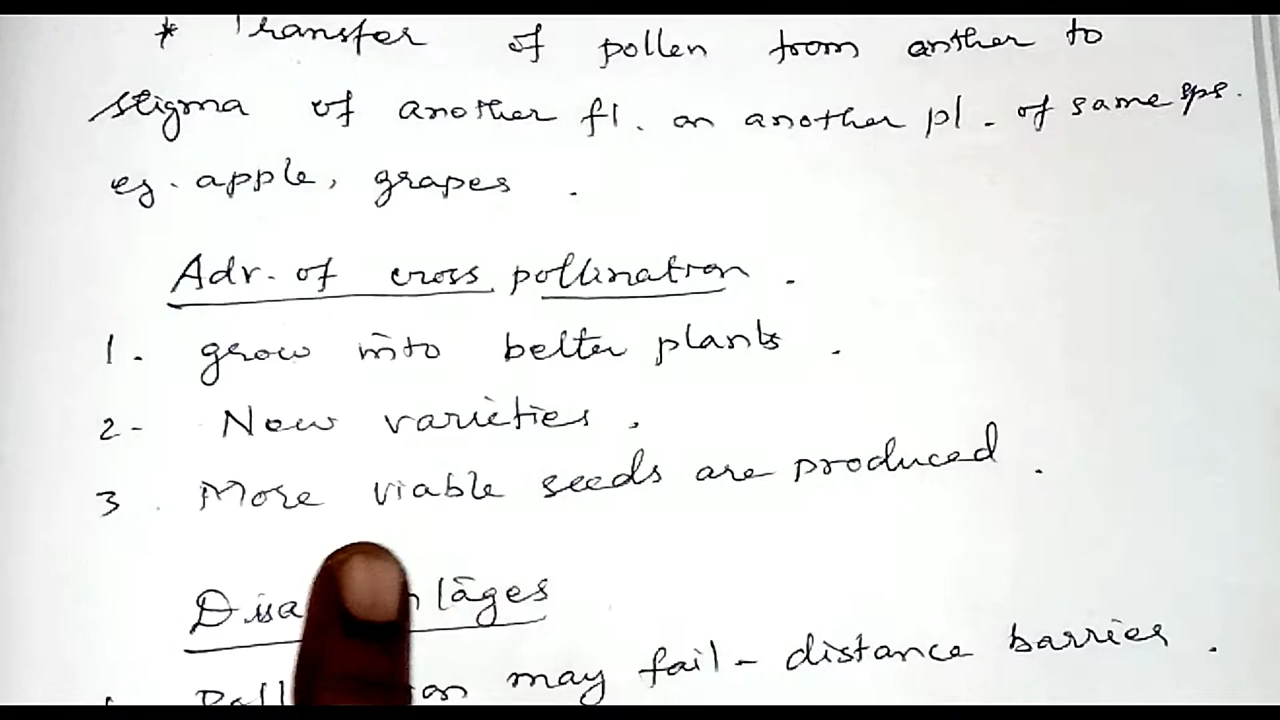 * Transfer of pollen from anther to
stigma of another fl. on another pl. of same sps.
eg. apple, grapes.
Adv. of cross pollination.
1. grow into better plants.
2- New varieties.
3. More viable seeds are produced.
may fail - distance barrier.